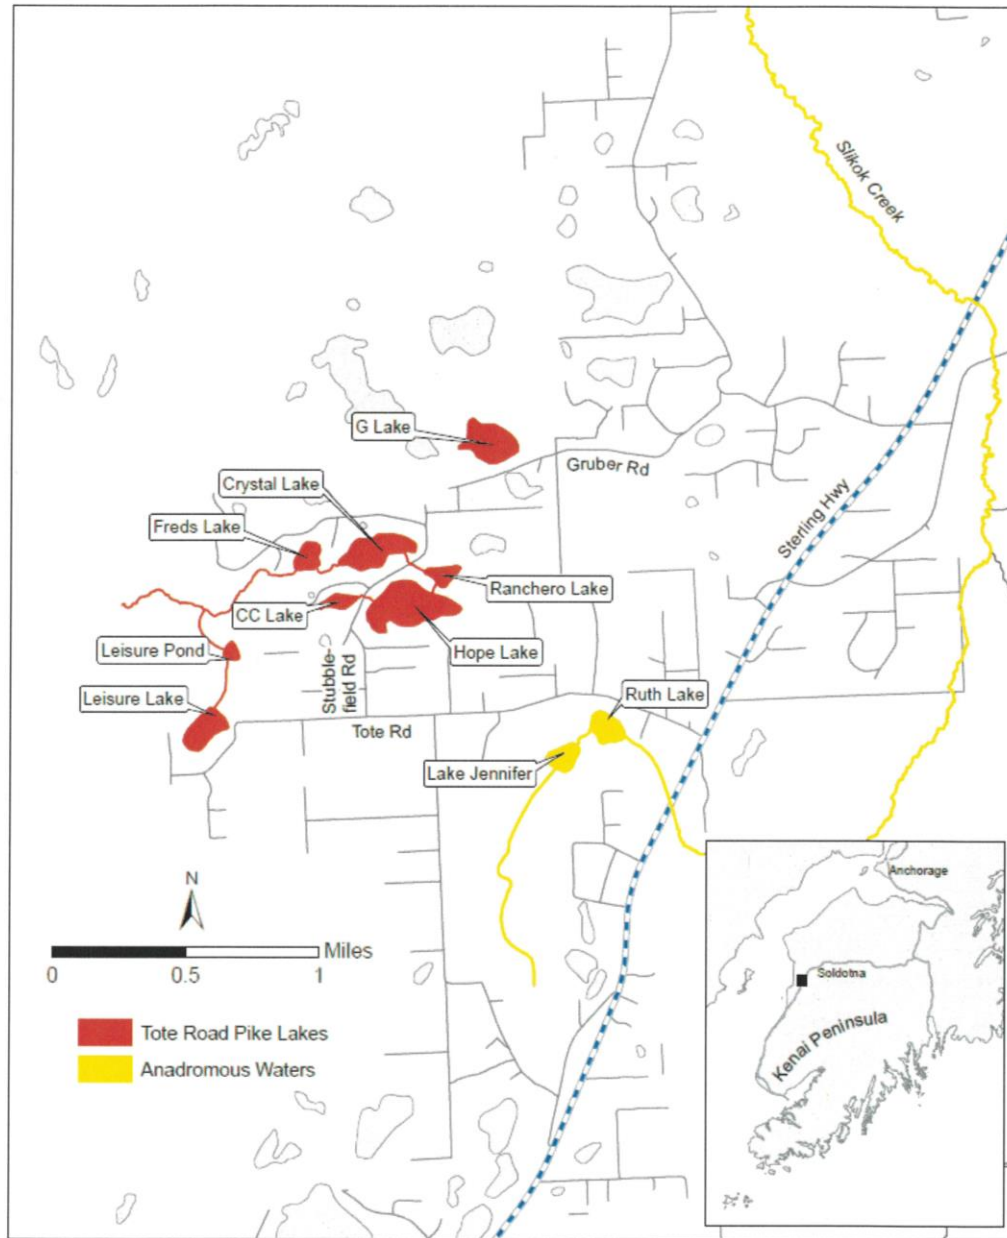 Slikok Creek
G Lake
Gruber Rd
Crystal Lake
Freds Lake
Sterling Hwy
Ranchero Lake
CC Lake
Leisure Pond
Hope Lake
Stubble-
field Rd
Leisure Lake
Ruth Lake
Tote Rd
Lake Jennifer
N
Miles
0 0.5 1
Tote Road Pike Lakes
Anadromous Waters
Anchorage
Soldotna
Kenai Peninsula